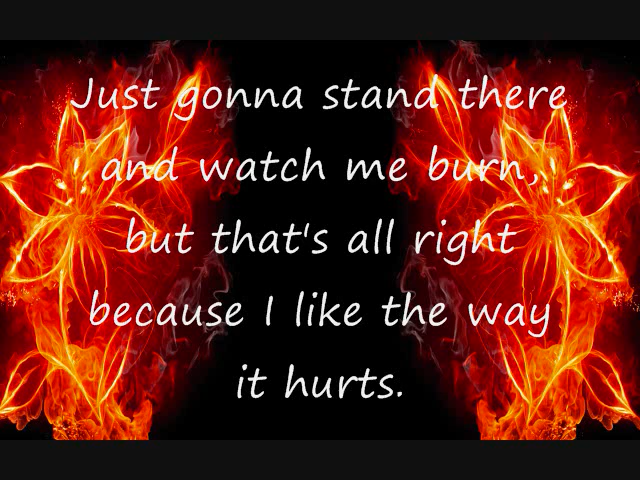 Just gonna stand there
and watch me burn,
but that's all right
because I like the way
it hurts.